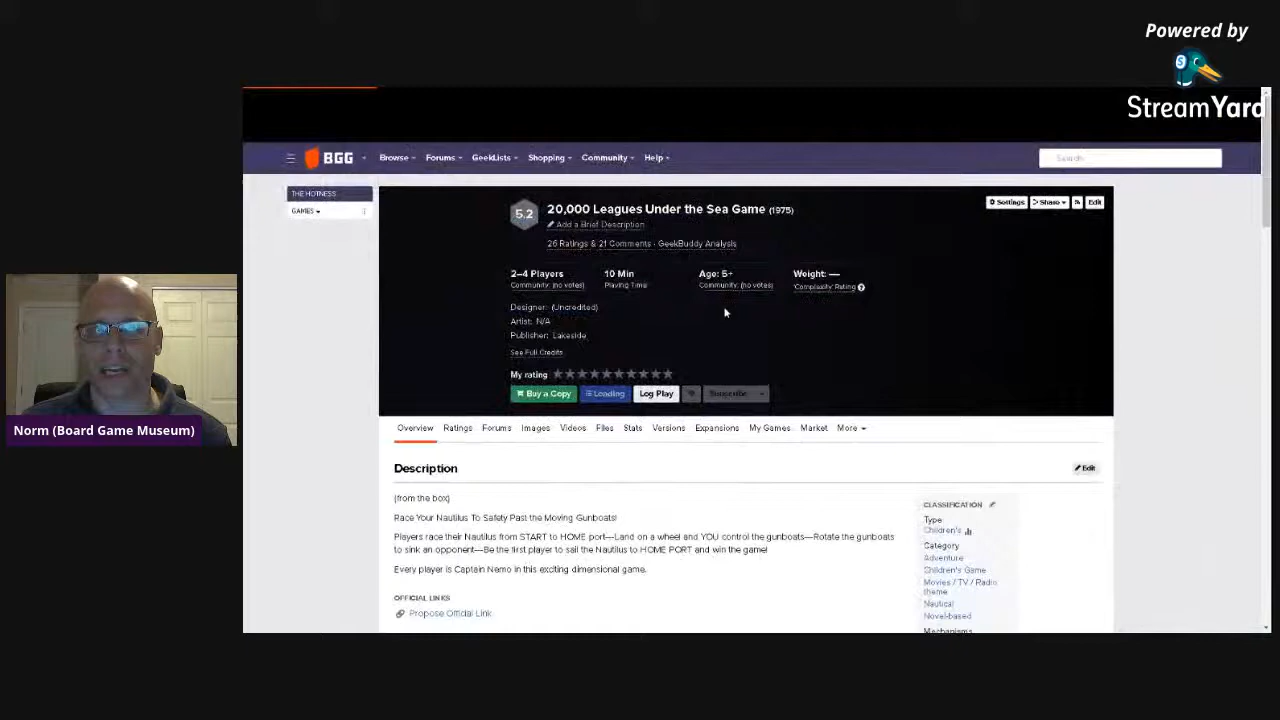 Powered by
StreamYard
BGG
Browse
Forums
GeekLists
Shopping
Community
Help
Search
THE HOTNESS
GAMES
5.2
20,000 Leagues Under the Sea Game (1975)
Add a Brief Description
26 Ratings & 21 Comments · GeekBuddy Analysis
Settings
Share
Edit
2–4 Players
Community: (no votes)
10 Min
Playing Time
Age: 5+
Community: (no votes)
Weight: —
'Complexity' Rating
Designer: (Uncredited)
Artist: N/A
Publisher: Lakeside
See Full Credits
My rating
Buy a Copy
Loading
Log Play
Subscribe
Overview
Ratings
Forums
Images
Videos
Files
Stats
Versions
Expansions
My Games
Market
More
Description
Edit
(from the box)
Race Your Nautilus To Safety Past the Moving Gunboats!
Players race their Nautilus from START to HOME port—Land on a wheel and YOU control the gunboats—Rotate the gunboats
to sink an opponent—Be the first player to sail the Nautilus to HOME PORT and win the game!
Every player is Captain Nemo in this exciting dimensional game.
OFFICIAL LINKS
Propose Official Link
CLASSIFICATION
Type
Children's
Category
Adventure
Children's Game
Movies / TV / Radio
theme
Nautical
Novel-based
Mechanisms
Norm (Board Game Museum)